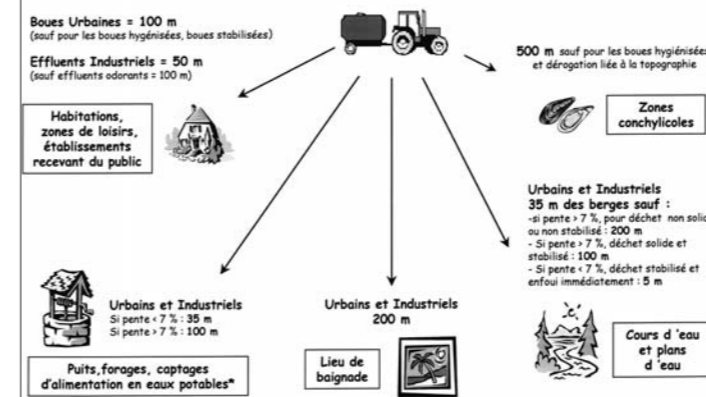 Boues Urbaines = 100 m
(sauf pour les boues hygénisées, boues stabilisées)
Effluents Industriels = 50 m
(sauf effluents odorants = 100 m)
Habitations,
zones de loisirs,
établissements
recevant du public
500 m sauf pour les boues hygiénisées
et dérogation liée à la topographie
Zones
conchylicoles
Urbains et Industriels
35 m des berges sauf :
-si pente > 7 %, pour déchet non solid
ou non stabilisé : 200 m
- Si pente > 7 %, déchet solide et
stabilisé : 100 m
- Si pente < 7 %, déchet stabilisé et
enfoui immédiatement : 5 m
Cours d 'eau
et plans
d 'eau
Urbains et Industriels
Si pente < 7 % : 35 m
Si pente > 7 % : 100 m
Puits,forages, captages
d'alimentation en eaux potables*
Urbains et Industriels
200 m
Lieu de
baignade